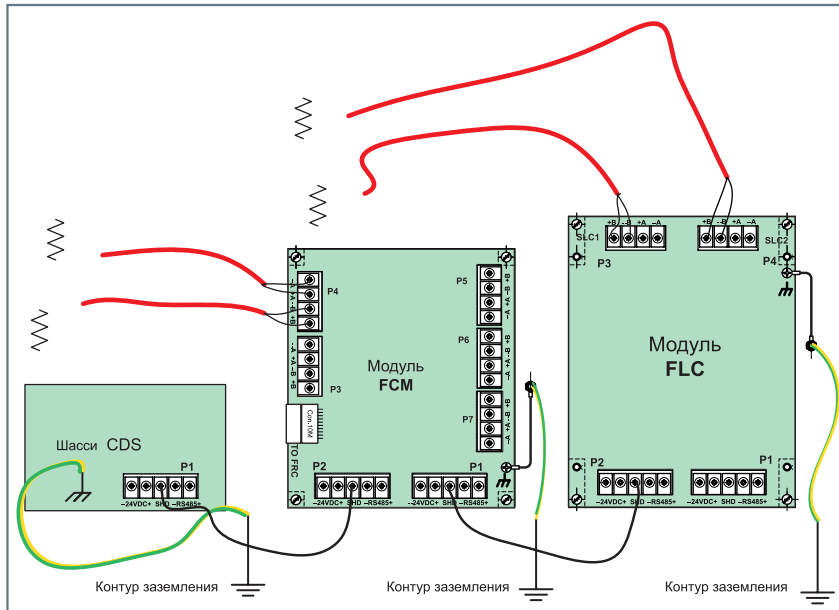 +B --B +A --A
+B --B +A --A
SLC1
SLC2
P3
P4
--A +A --B +B
P4
P5
+B --B +A --A
--A +A --B +B
P3
P6
+B --B +A --A
P7
+B --B +A --A
Модуль
FCM
Модуль
FLC
Con-10M
TO FRC
Шасси CDS
P1
–24VDC+ SHD –RS485+
P2
–24VDC+ SHD –RS485+
P1
–24VDC+ SHD –RS485+
P2
–24VDC+ SHD –RS485+
P1
–24VDC+ SHD –RS485+
Контур заземления
Контур заземления
Контур заземления